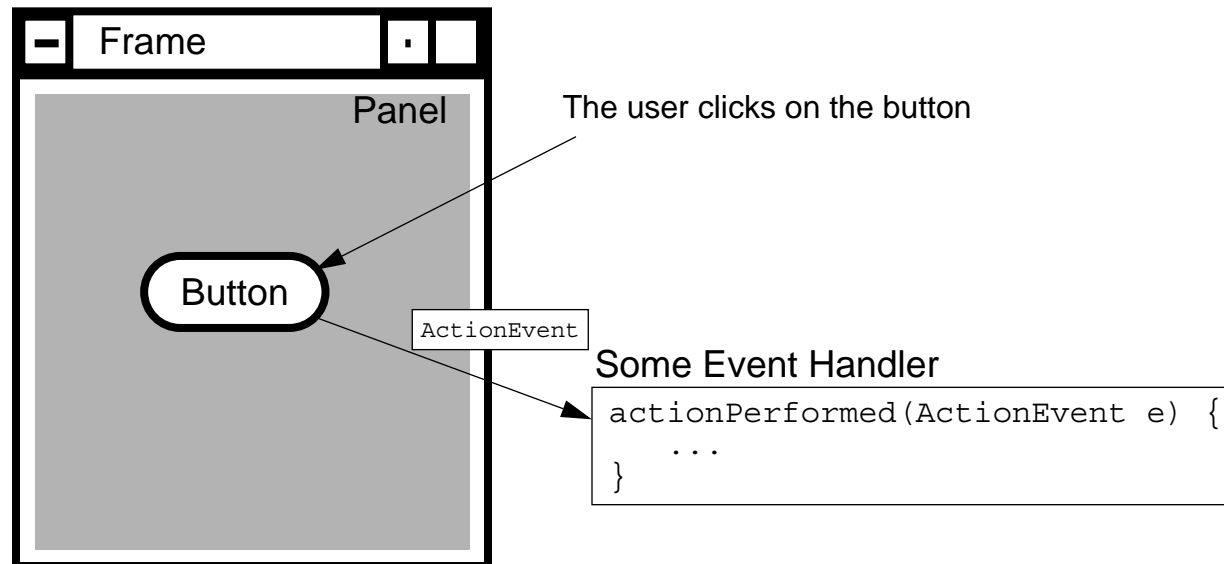 Frame
Panel
The user clicks on the button
Button
ActionEvent
Some Event Handler
actionPerformed(ActionEvent e) {
...
}